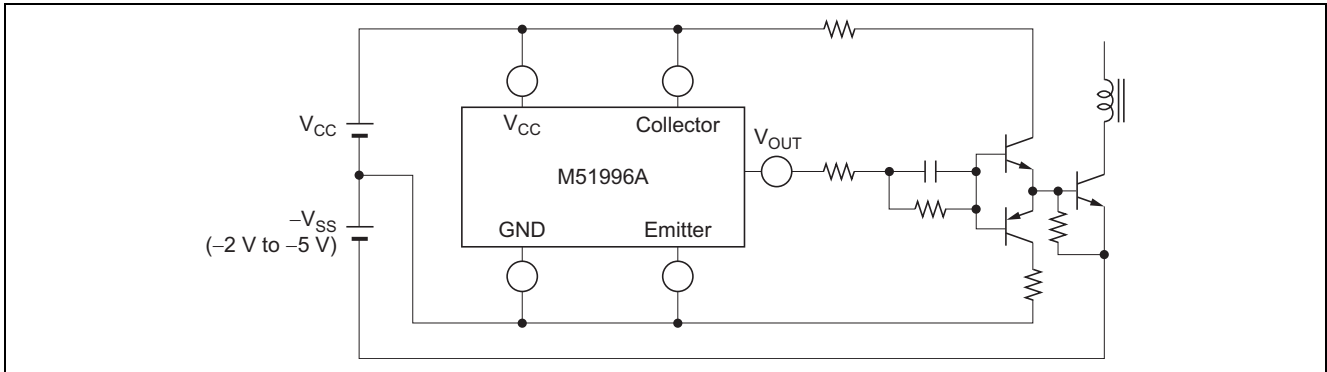 V_CC
−V_SS
(−2 V to −5 V)
V_CC
Collector
V_OUT
M51996A
GND
Emitter